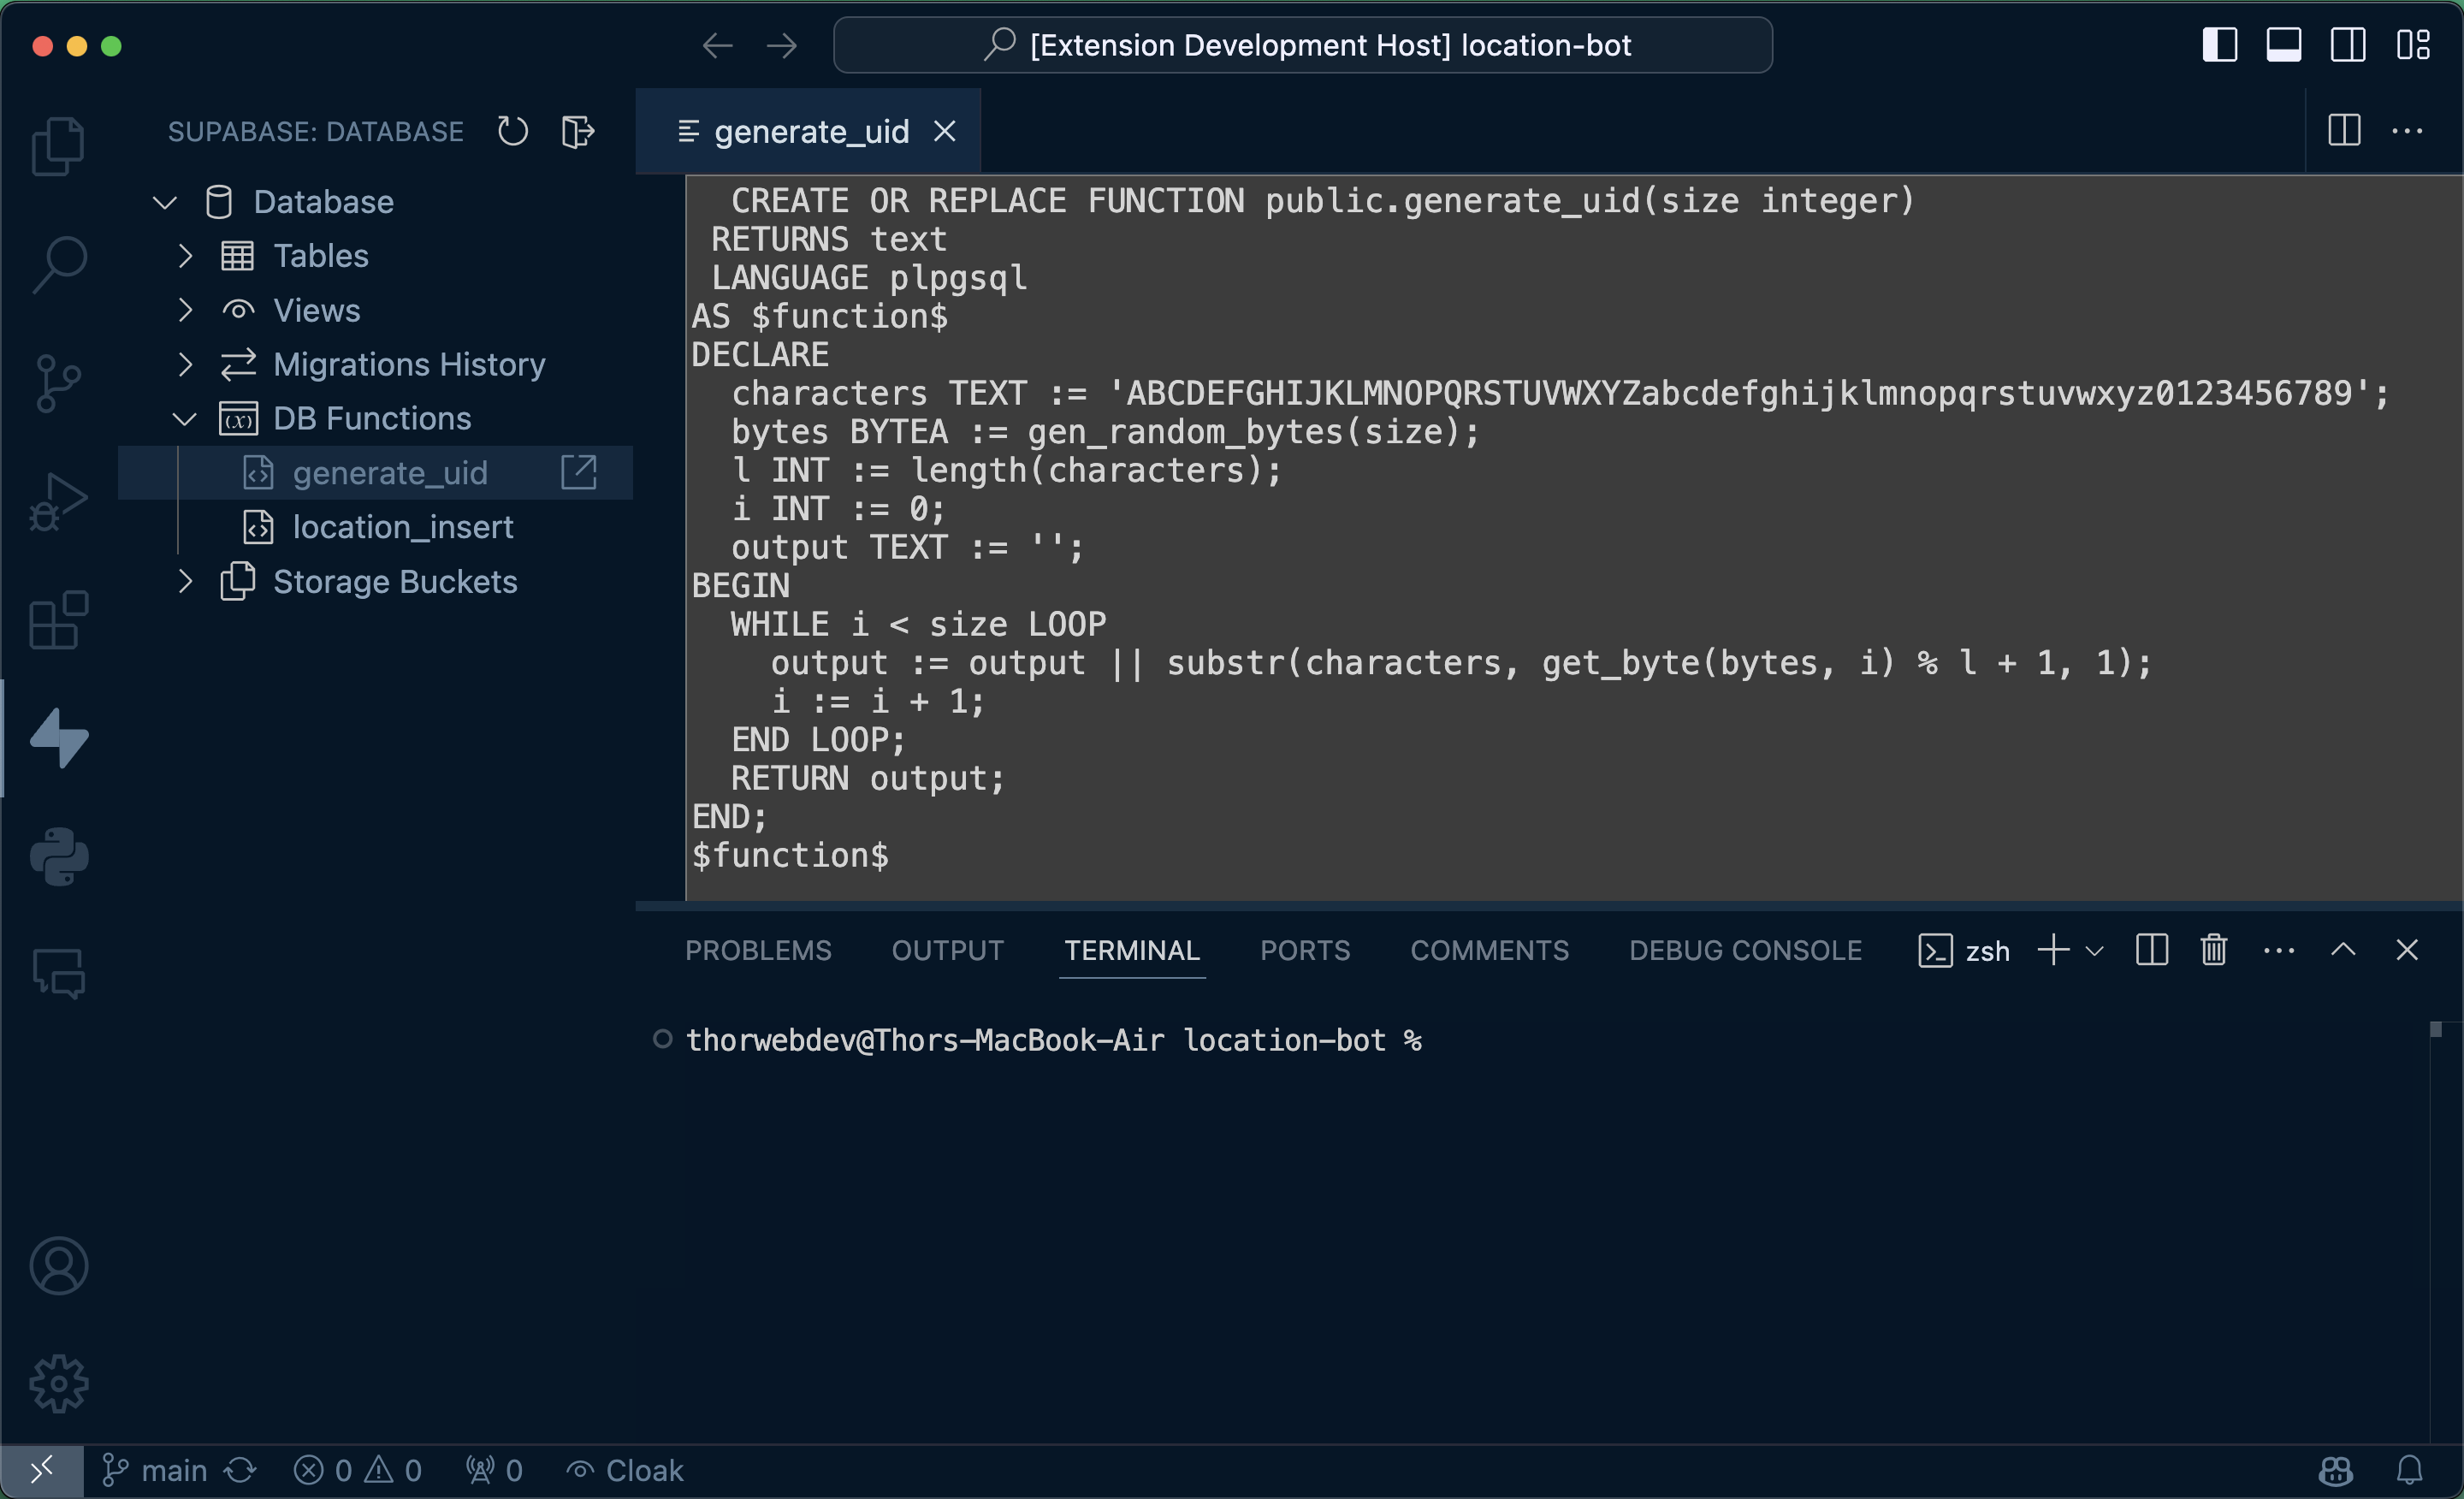 [Extension Development Host] location-bot
SUPABASE: DATABASE
Database
Tables
Views
Migrations History
DB Functions
generate_uid
location_insert
Storage Buckets
generate_uid
CREATE OR REPLACE FUNCTION public.generate_uid(size integer)
RETURNS text
LANGUAGE plpgsql
AS $function$
DECLARE
characters TEXT := 'ABCDEFGHIJKLMNOPQRSTUVWXYZabcdefghijklmnopqrstuvwxyz0123456789';
bytes BYTEA := gen_random_bytes(size);
l INT := length(characters);
i INT := 0;
output TEXT := '';
BEGIN
WHILE i < size LOOP
output := output || substr(characters, get_byte(bytes, i) % l + 1, 1);
i := i + 1;
END LOOP;
RETURN output;
END;
$function$
PROBLEMS OUTPUT TERMINAL PORTS COMMENTS DEBUG CONSOLE zsh
thorwebdev@Thors-MacBook-Air location-bot %
main 0 0 0 Cloak